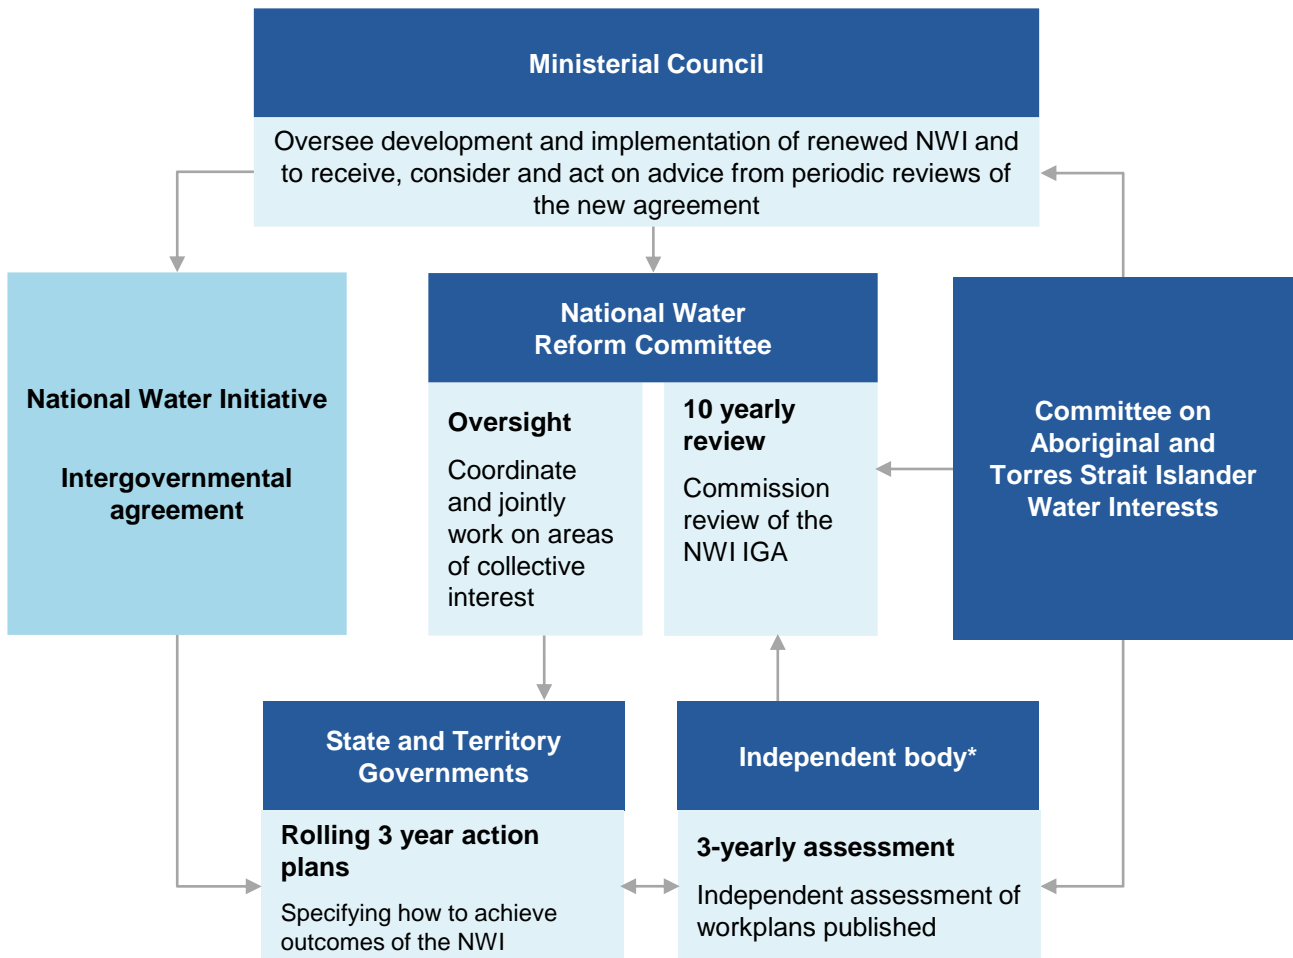 Ministerial Council
Oversee development and implementation of renewed NWI and
to receive, consider and act on advice from periodic reviews of
the new agreement
National Water Initiative
Intergovernmental
agreement
National Water
Reform Committee
Oversight
Coordinate
and jointly
work on areas
of collective
interest
10 yearly
review
Commission
review of the
NWI IGA
Committee on
Aboriginal and
Torres Strait Islander
Water Interests
State and Territory
Governments
Rolling 3 year action
plans
Specifying how to achieve
outcomes of the NWI
Independent body*
3-yearly assessment
Independent assessment of
workplans published